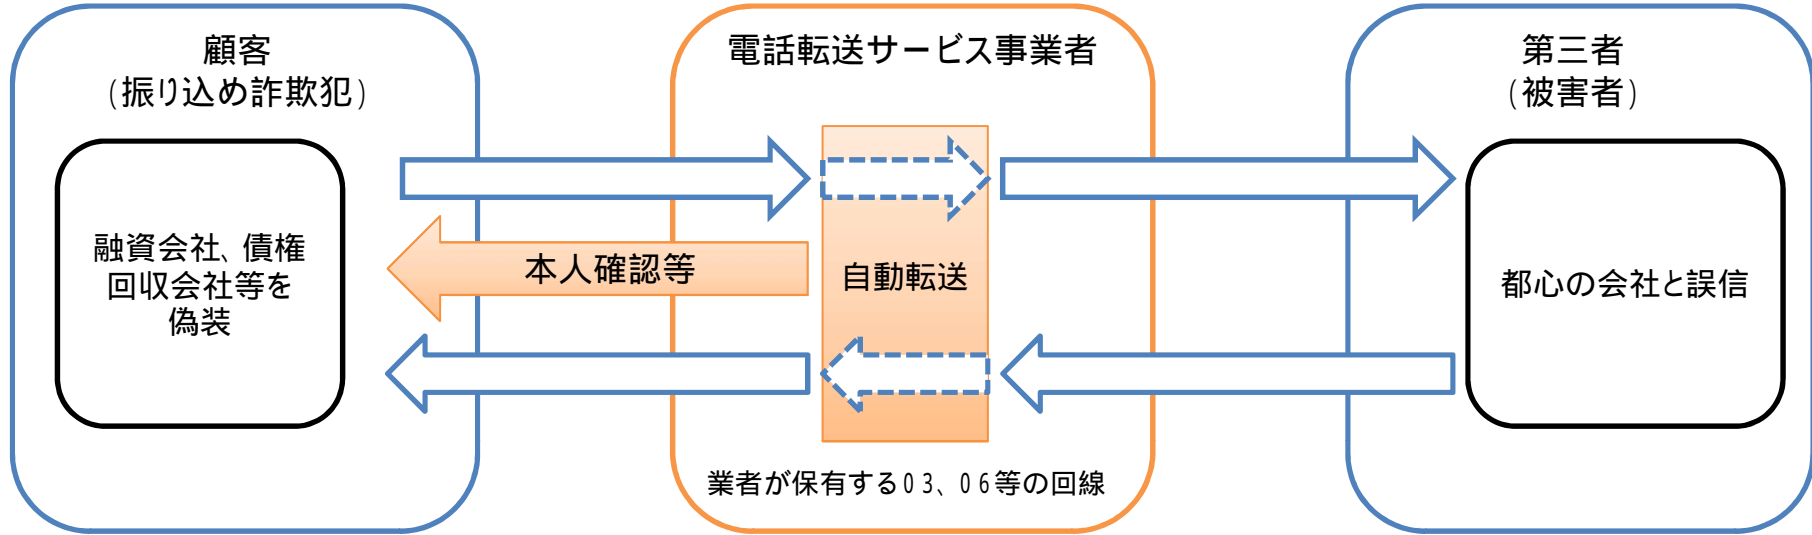 顧客
(振り込め詐欺犯)
融資会社、債権
回収会社等を
偽装
電話転送サービス事業者
本人確認等
自動転送
業者が保有する03、06等の回線
第三者
(被害者)
都心の会社と誤信